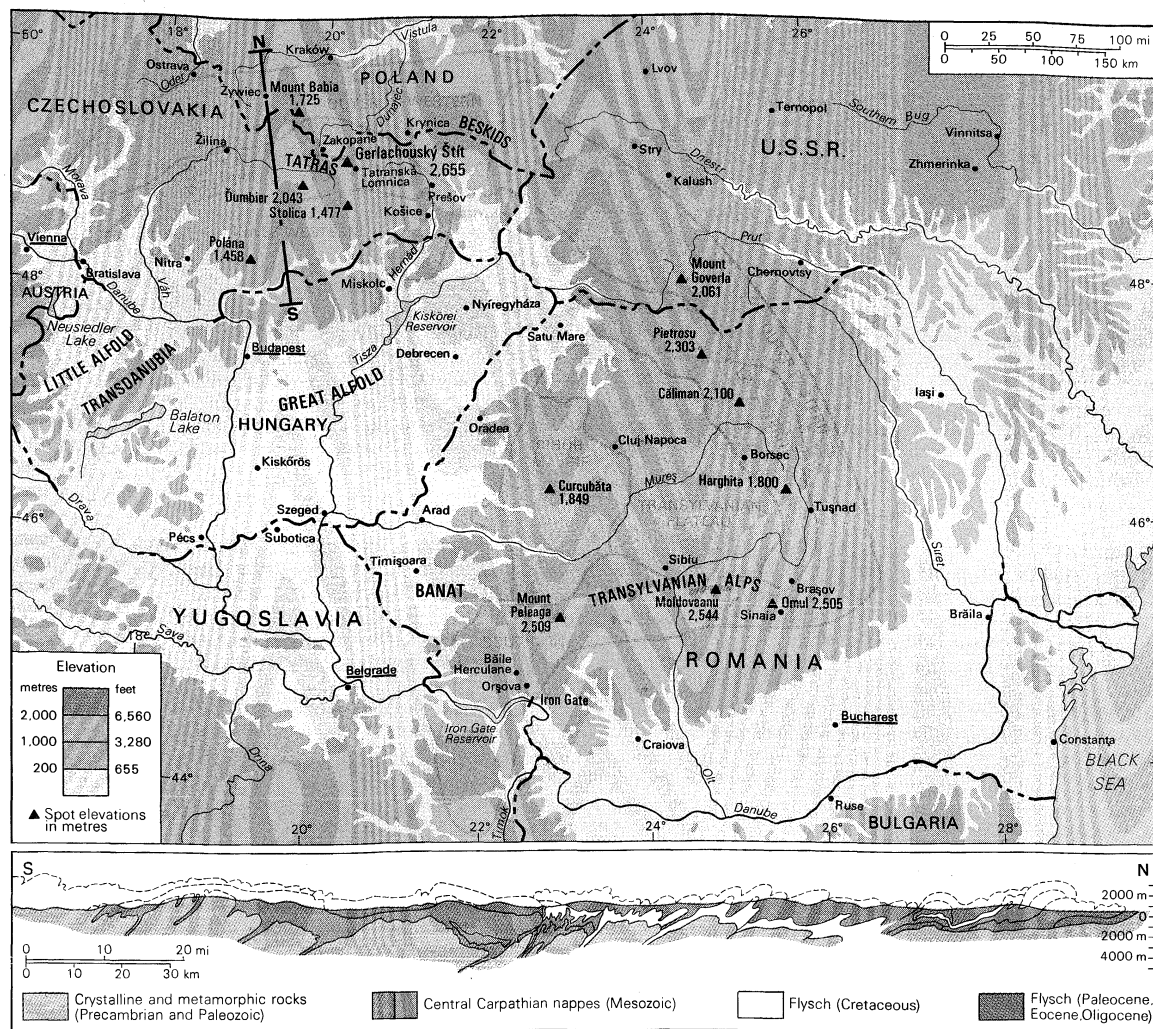 50°
18°
20°
22°
24°
26°
50°
0 25 50 75 100 mi
0 50 100 150 km
N
Kraków
Vistula
Ostrava
Oder
Żywiec
Mount Babia
1,725
POLAND
Lvov
CZECHOSLOVAKIA
Dunajec
Krynica
BESKIDS
Ternopol
Southern Bug
Vinnitsa
Žilina
Zakopane
TATRAS
Gerlachouský Štít
2,655
Tatranská
Lomnica
Stry
Dnestr
U.S.S.R.
Zhmerinka
Kalush
Morava
Ďumbier 2,043
Stolica 1,477
Prešov
Košice
Vienna
Polána
1,458
Nitra
Váh
Hernad
Prut
Chernovtsy
48°
Bratislava
AUSTRIA
Danube
Miskolc
Mount
Goverla
2,061
48°
S
Neusiedler
Lake
Kiskörei
Reservoir
Nyíregyháza
Satu Mare
LITTLE ALFOLD
TRANSDANUBIA
Budapest
Tisza
Debrecen
Pietrosu
2,303
GREAT ALFOLD
Căliman 2,100
Iaşi
Balaton
Lake
HUNGARY
Oradea
Cluj-Napoca
Borsec
Kiskőrös
Curcubăta
1,849
Mureş
Harghita 1.800
TRANSYLVANIAN
PLATEAU
Tuşnad
Drava
46°
Szeged
Arad
46°
Pécs
Subotica
Siret
Timişoara
BANAT
Sibiu
TRANSYLVANIAN ALPS
Braşov
Mount
Peleaga
2,509
Moldoveanu
2,544
Omul 2,505
Sinaia
Brăila
YUGOSLAVIA
18°
Sava
ROMANIA
Elevation
metres feet
2,000 6,560
1,000 3,280
200 655
Spot elevations
in metres
Belgrade
Băile
Herculane
Orşova
Iron Gate
Iron Gate
Reservoir
Bucharest
Craiova
Constanţa
BLACK
SEA
Drina
44°
Olt
Timok
Danube
Ruse
BULGARIA
20°
22°
24°
26°
28°
S
N
2000 m
0
2000 m
4000 m
0 10 20 mi
0 10 20 30 km
Crystalline and metamorphic rocks
(Precambrian and Paleozoic)
Central Carpathian nappes (Mesozoic)
Flysch (Cretaceous)
Flysch (Paleocene,
Eocene,Oligocene)